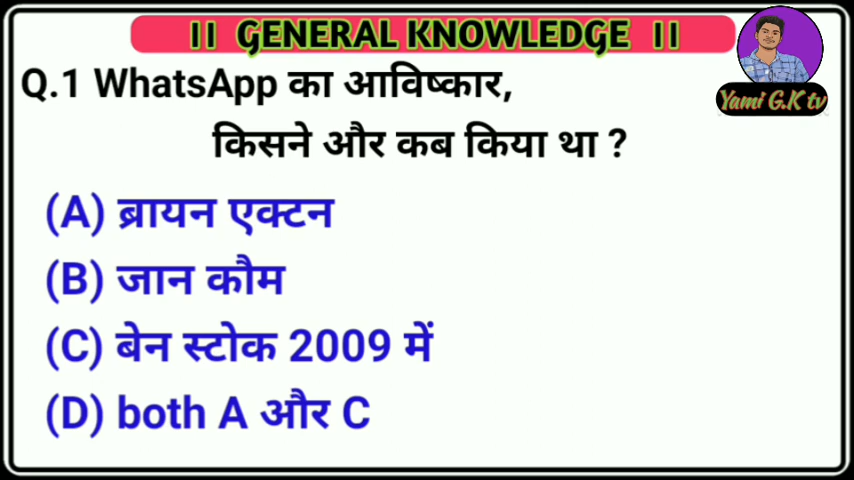 II GENERAL KNOWLEDGE II
Yami G.K tv
Q.1 WhatsApp का आविष्कार,
किसने और कब किया था ?
(A) ब्रायन एक्टन
(B) जान कौम
(C) बेन स्टोक 2009 में
(D) both A और C